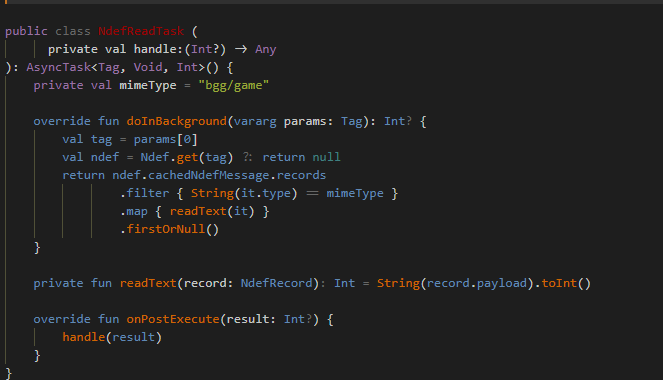 public class NdefReadTask (
      private val handle:(Int?) -> Any
): AsyncTask<Tag, Void, Int>() {
    private val mimeType = "bgg/game"

    override fun doInBackground(vararg params: Tag): Int? {
        val tag = params[0]
        val ndef = Ndef.get(tag) ?: return null
        return ndef.cachedNdefMessage.records
                .filter { String(it.type) == mimeType }
                .map { readText(it) }
                .firstOrNull()
    }

    private fun readText(record: NdefRecord): Int = String(record.payload).toInt()

    override fun onPostExecute(result: Int?) {
        handle(result)
    }
}